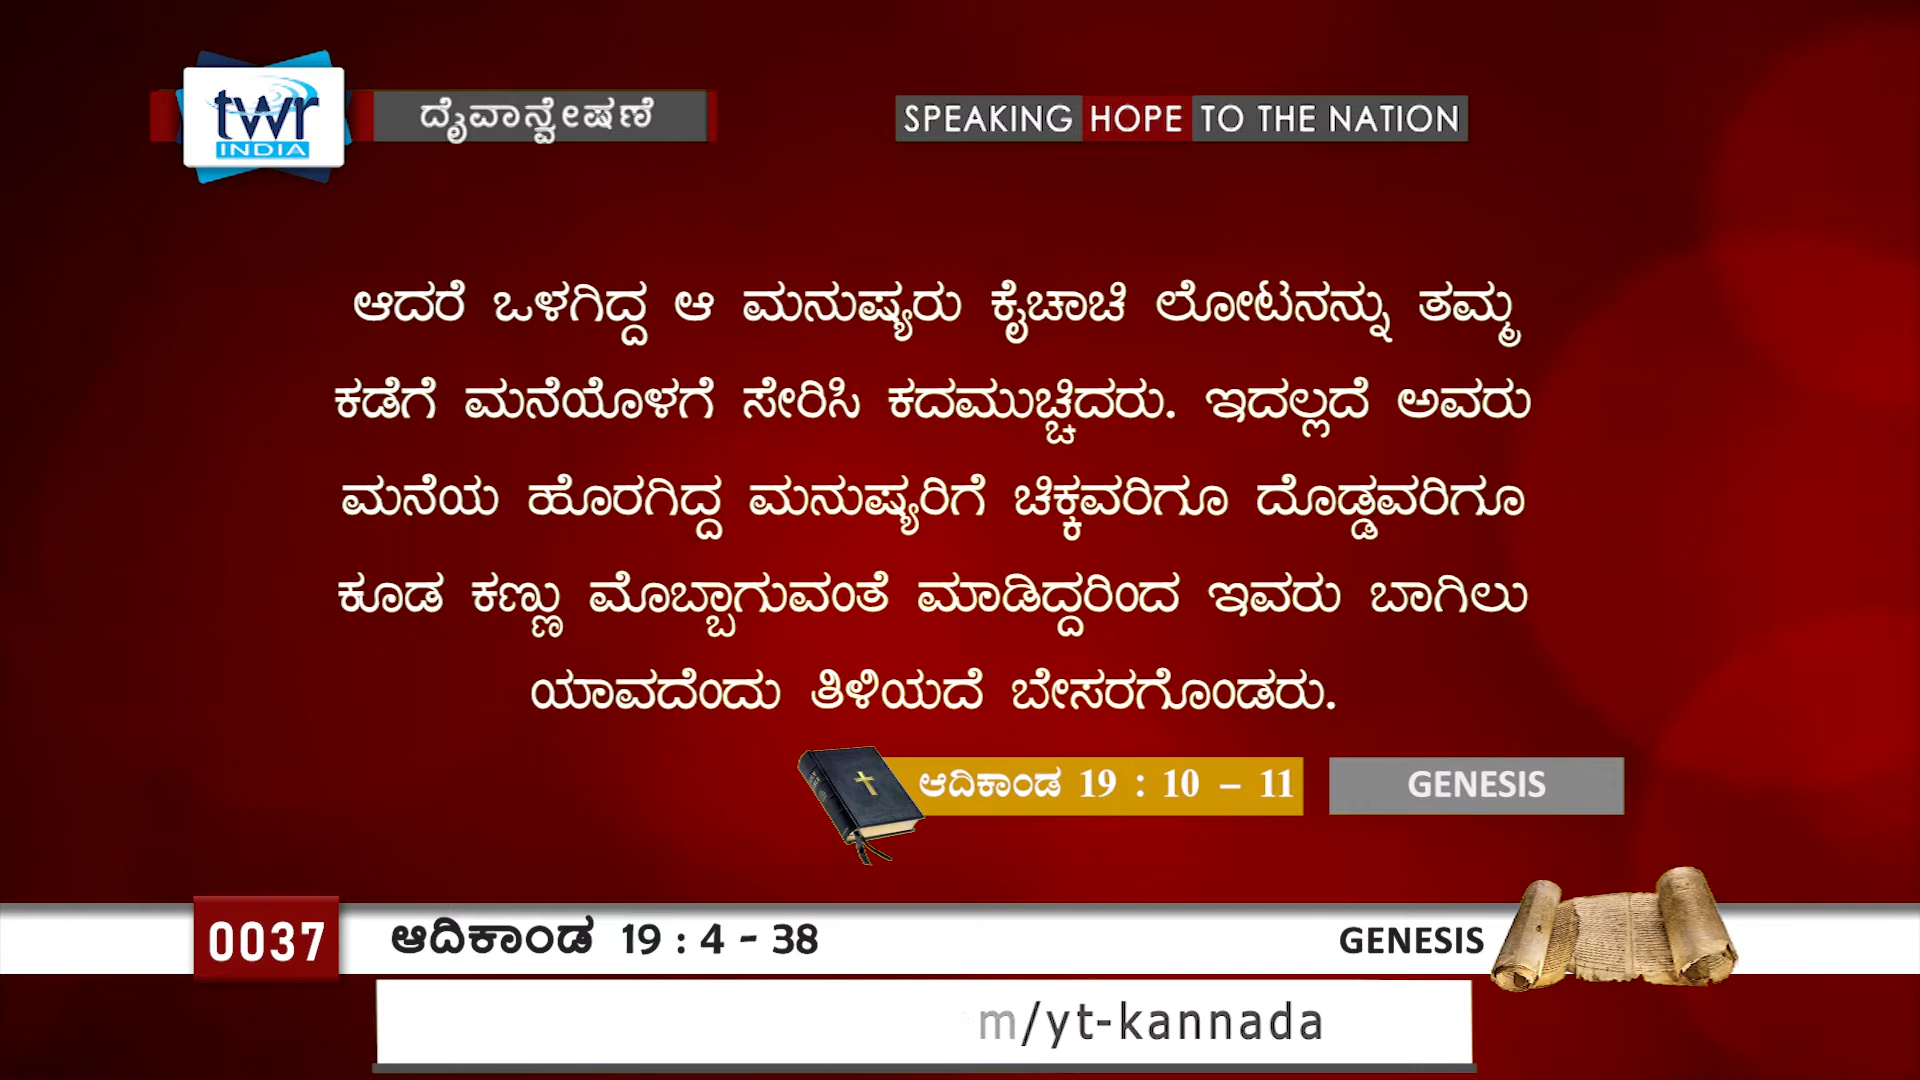 twr
INDIA
ದೈವಾನ್ವೇಷಣೆ
SPEAKING HOPE TO THE NATION
ಆದರೆ ಒಳಗಿದ್ದ ಆ ಮನುಷ್ಯರು ಕೈಚಾಚಿ ಲೋಟನನ್ನು ತಮ್ಮ
ಕಡೆಗೆ ಮನೆಯೊಳಗೆ ಸೇರಿಸಿ ಕದಮುಚ್ಚಿದರು. ಇದಲ್ಲದೆ ಅವರು
ಮನೆಯ ಹೊರಗಿದ್ದ ಮನುಷ್ಯರಿಗೆ ಚಿಕ್ಕವರಿಗೂ ದೊಡ್ಡವರಿಗೂ
ಕೂಡ ಕಣ್ಣು ಮೊಬ್ಬಾಗುವಂತೆ ಮಾಡಿದ್ದರಿಂದ ಇವರು ಬಾಗಿಲು
ಯಾವದೆಂದು ತಿಳಿಯದೆ ಬೇಸರಗೊಂಡರು.
ಆದಿಕಾಂಡ 19 : 10 – 11
GENESIS
0037
ಆದಿಕಾಂಡ 19 : 4 - 38
GENESIS
m/yt-kannada